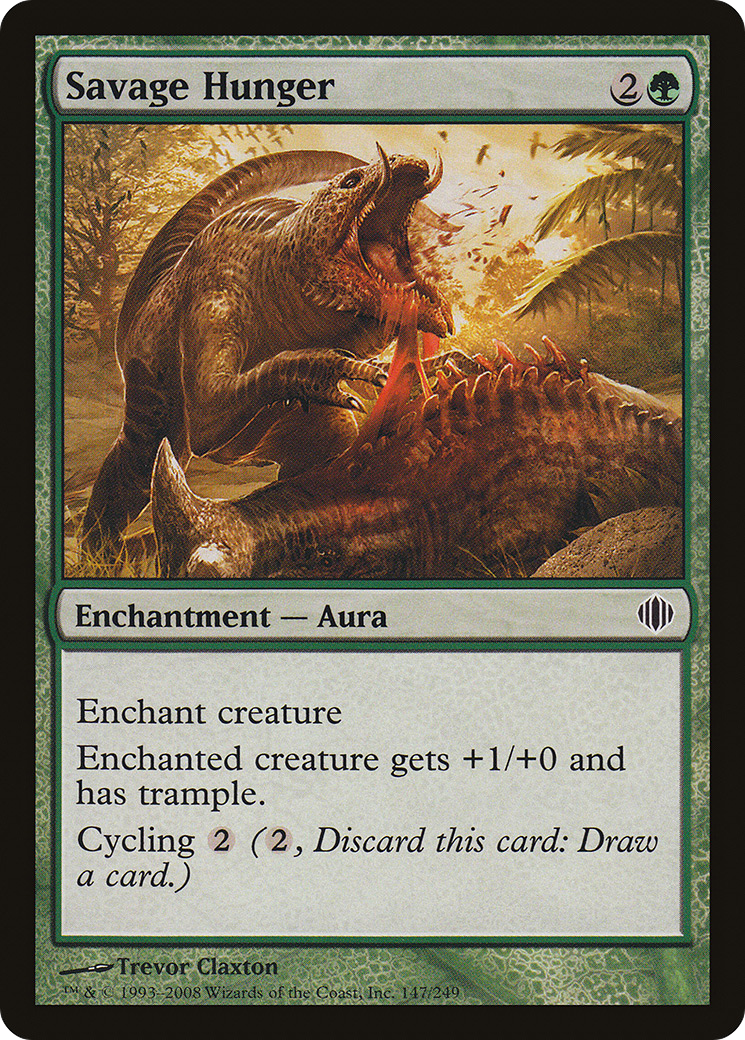 Savage Hunger 2
Enchantment — Aura
Enchant creature
Enchanted creature gets +1/+0 and
has trample.
Cycling 2 (2, Discard this card: Draw
a card.)
Trevor Claxton
™ & © 1993–2008 Wizards of the Coast, Inc. 147/249